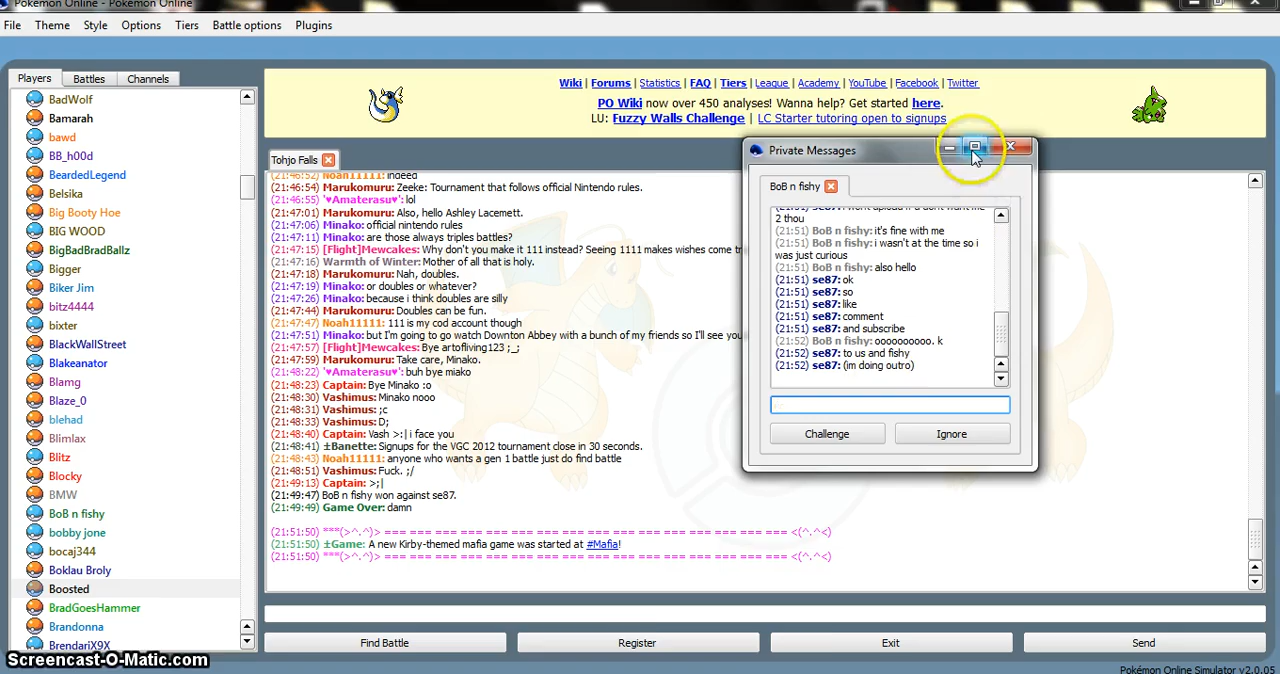 Pokemon Online - Pokemon Online
File Theme Style Options Tiers Battle options Plugins
Players Battles Channels
BadWolf
Bamarah
bawd
BB_h00d
BeardedLegend
Belsika
Big Booty Hoe
BIG WOOD
BigBadBradBallz
Bigger
Biker Jim
bitz4444
bixter
BlackWallStreet
Blakeanator
Blamg
Blaze_0
blehad
Blimlax
Blitz
Blocky
BMW
BoB n fishy
bobby jone
bocaj344
Boklau Broly
Boosted
BradGoesHammer
Brandonna
BrendariX9X
Wiki | Forums | Statistics | FAQ | Tiers | League | Academy | YouTube | Facebook | Twitter
PO Wiki now over 450 analyses! Wanna help? Get started here.
LU: Fuzzy Walls Challenge | LC Starter tutoring open to signups
Tohjo Falls
(21:46:52) Noah11111: indeed
(21:46:54) Marukomuru: Zeeke: Tournament that follows official Nintendo rules.
(21:46:55) '♥Amaterasu♥': lol
(21:47:01) Marukomuru: Also, hello Ashley Lacemett.
(21:47:06) Minako: official nintendo rules
(21:47:11) Minako: are those always triples battles?
(21:47:15) [Flight]Mewcakes: Why don't you make it 111 instead? Seeing 1111 makes wishes come tr
(21:47:16) Warmth of Winter: Mother of all that is holy.
(21:47:18) Marukomuru: Nah, doubles.
(21:47:26) Minako: or doubles or whatever?
(21:47:26) Minako: because i think doubles are silly
(21:47:44) Marukomuru: Doubles can be fun.
(21:47:47) Noah11111: 111 is my cod account though
(21:47:51) Minako: but I'm going to go watch Downton Abbey with a bunch of my friends so I'll see you
(21:47:57) [Flight]Mewcakes: Bye artofliving123 ;_;
(21:47:59) Marukomuru: Take care, Minako.
(21:48:22) '♥Amaterasu♥': buh bye miako
(21:48:23) Captain: Bye Minako :o
(21:48:30) Vashimus: Minako nooo
(21:48:31) Vashimus: ;c
(21:48:33) Vashimus: D;
(21:48:40) Captain: Vash >:| i face you
(21:48:41) ±Banette: Signups for the VGC 2012 tournament close in 30 seconds.
(21:48:43) Noah11111: anyone who wants a gen 1 battle just do find battle
(21:48:51) Vashimus: Fuck. ;/
(21:49:13) Captain: >;|
(21:49:47) BoB n fishy won against se87.
(21:49:49) Game Over: damn
(21:51:50) ***(>^.^)> === === === === === === === === === === === === === === === === === <(^.^<)
(21:51:50) ±Game: A new Kirby-themed mafia game was started at #Mafia!
(21:51:50) ***(>^.^)> === === === === === === === === === === === === === === === === === <(^.^<)
Private Messages
BoB n fishy
2 thou
(21:51) BoB n fishy: it's fine with me
(21:51) BoB n fishy: i wasn't at the time so i
was just curious
(21:51) BoB n fishy: also hello
(21:51) se87: ok
(21:51) se87: so
(21:51) se87: like
(21:51) se87: comment
(21:51) se87: and subscribe
(21:52) BoB n fishy: oooooooooo. k
(21:52) se87: to us and fishy
(21:52) se87: (im doing outro)
Challenge Ignore
Find Battle Register Exit Send
Screencast-O-Matic.com
Pokémon Online Simulator v2.0.05